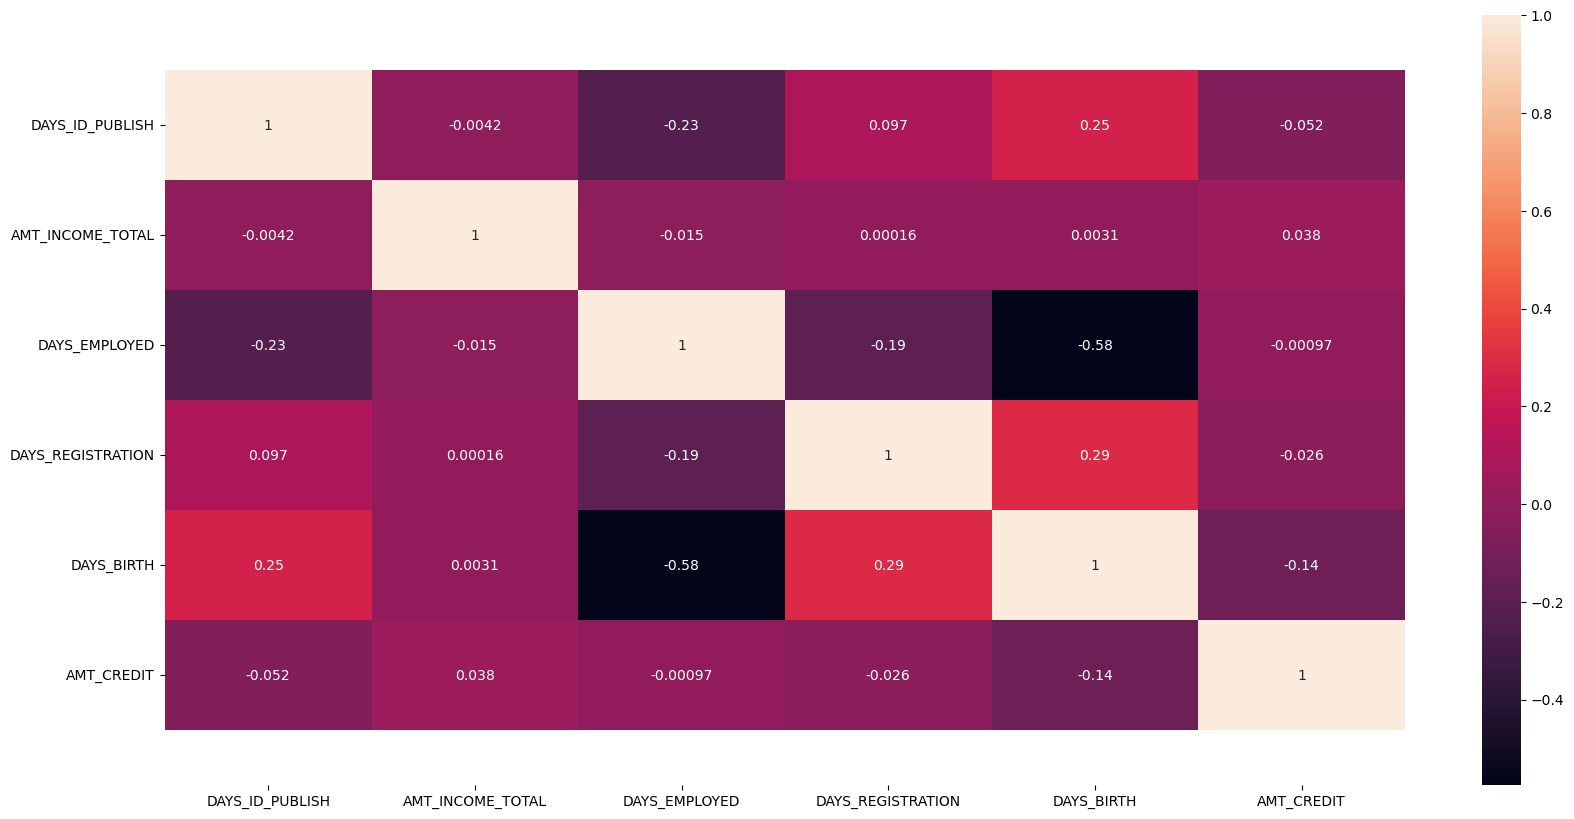 1.0
DAYS_ID_PUBLISH 1 -0.0042 -0.23 0.097 0.25 -0.052
0.8
AMT_INCOME_TOTAL -0.0042 1 -0.015 0.00016 0.0031 0.038
0.6
DAYS_EMPLOYED -0.23 -0.015 1 -0.19 -0.58 -0.00097
0.4
0.2
DAYS_REGISTRATION 0.097 0.00016 -0.19 1 0.29 -0.026
0.0
DAYS_BIRTH 0.25 0.0031 -0.58 0.29 1 -0.14
−0.2
AMT_CREDIT -0.052 0.038 -0.00097 -0.026 -0.14 1
−0.4
DAYS_ID_PUBLISH AMT_INCOME_TOTAL DAYS_EMPLOYED DAYS_REGISTRATION DAYS_BIRTH AMT_CREDIT